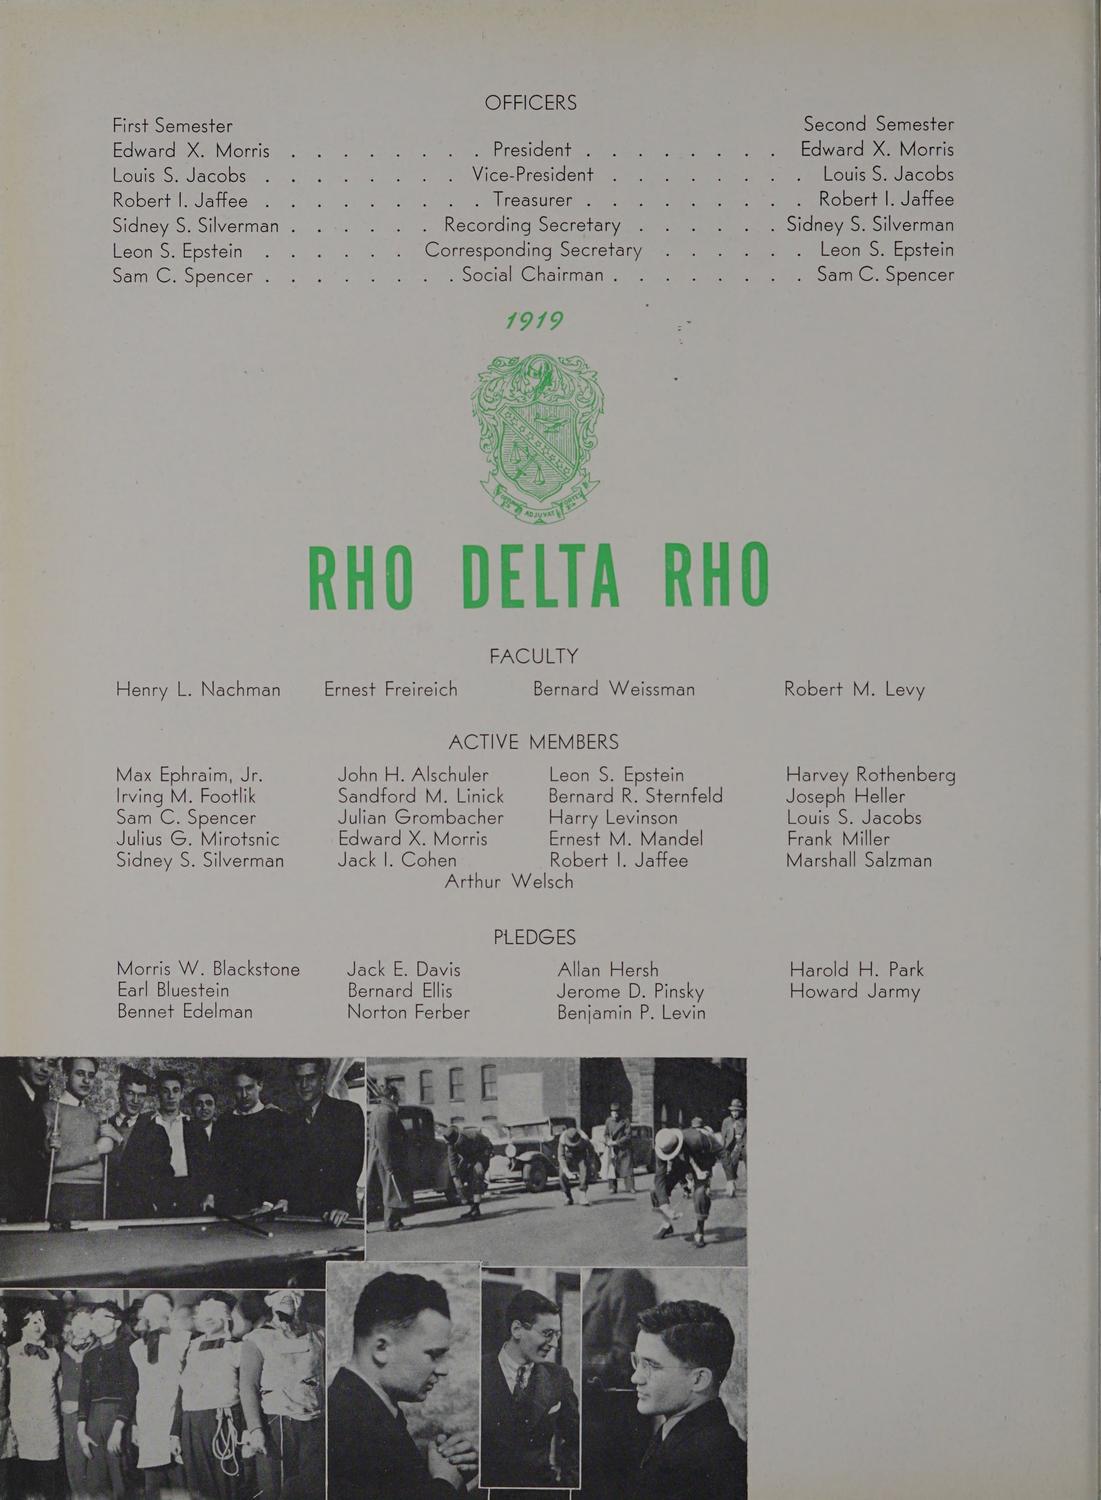 OFFICERS
First Semester Second Semester
Edward X. Morris . . . . . . . . President . . . . . . . . Edward X. Morris
Louis S. Jacobs . . . . . . . . Vice-President . . . . . . . . Louis S. Jacobs
Robert I. Jaffee . . . . . . . . . Treasurer . . . . . . . . . Robert I. Jaffee
Sidney S. Silverman . . . . . . Recording Secretary . . . . . . Sidney S. Silverman
Leon S. Epstein . . . . . . Corresponding Secretary . . . . . . Leon S. Epstein
Sam C. Spencer . . . . . . . . Social Chairman . . . . . . . . Sam C. Spencer
1919
ADJUVAT
RHO DELTA RHO
FACULTY
Henry L. Nachman Ernest Freireich Bernard Weissman Robert M. Levy
ACTIVE MEMBERS
Max Ephraim, Jr. John H. Alschuler Leon S. Epstein Harvey Rothenberg
Irving M. Footlik Sandford M. Linick Bernard R. Sternfeld Joseph Heller
Sam C. Spencer Julian Grombacher Harry Levinson Louis S. Jacobs
Julius G. Mirotsnic Edward X. Morris Ernest M. Mandel Frank Miller
Sidney S. Silverman Jack I. Cohen Robert I. Jaffee Marshall Salzman
Arthur Welsch
PLEDGES
Morris W. Blackstone Jack E. Davis Allan Hersh Harold H. Park
Earl Bluestein Bernard Ellis Jerome D. Pinsky Howard Jarmy
Bennet Edelman Norton Ferber Benjamin P. Levin